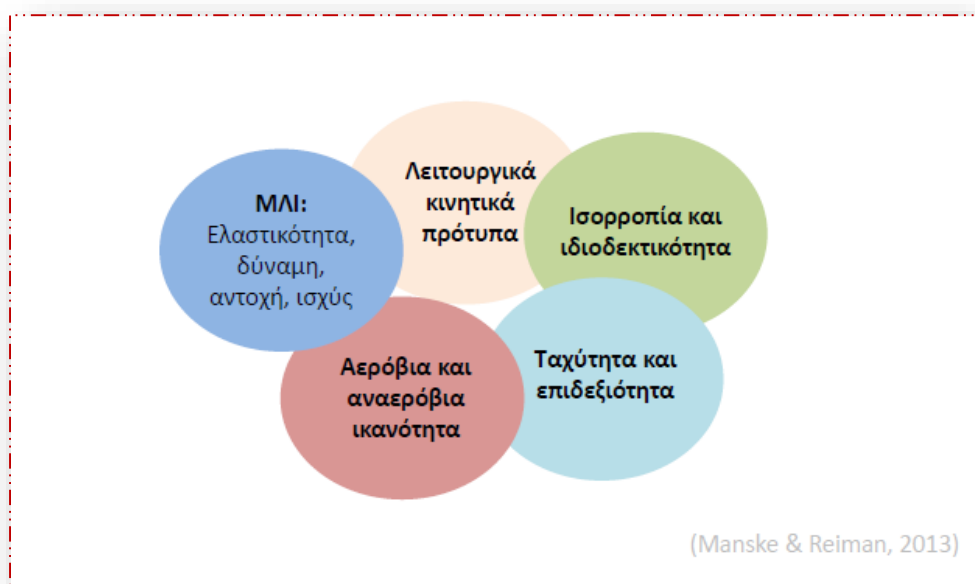 Λειτουργικά
κινητικά
πρότυπα
ΜΛΙ:
Ελαστικότητα,
δύναμη,
αντοχή, ισχύς
Ισορροπία και
ιδιοδεκτικότητα
Αερόβια και
αναερόβια
ικανότητα
Ταχύτητα και
επιδεξιότητα
(Manske & Reiman, 2013)